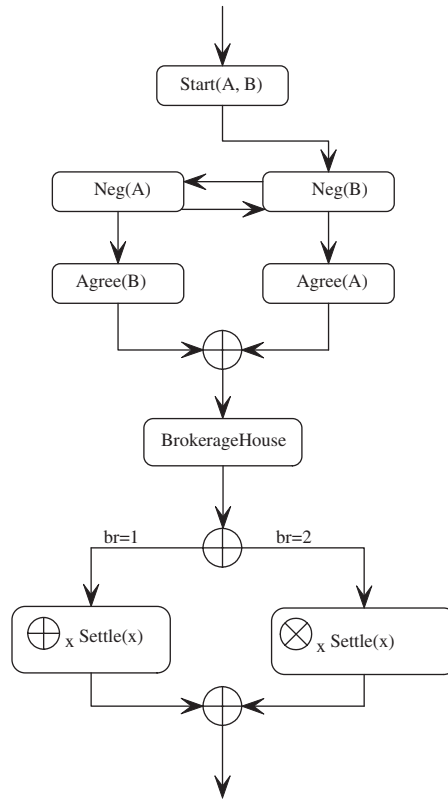 Start(A, B)
Neg(A)
Neg(B)
Agree(B)
Agree(A)
BrokerageHouse
br=1
br=2
x Settle(x)
x Settle(x)